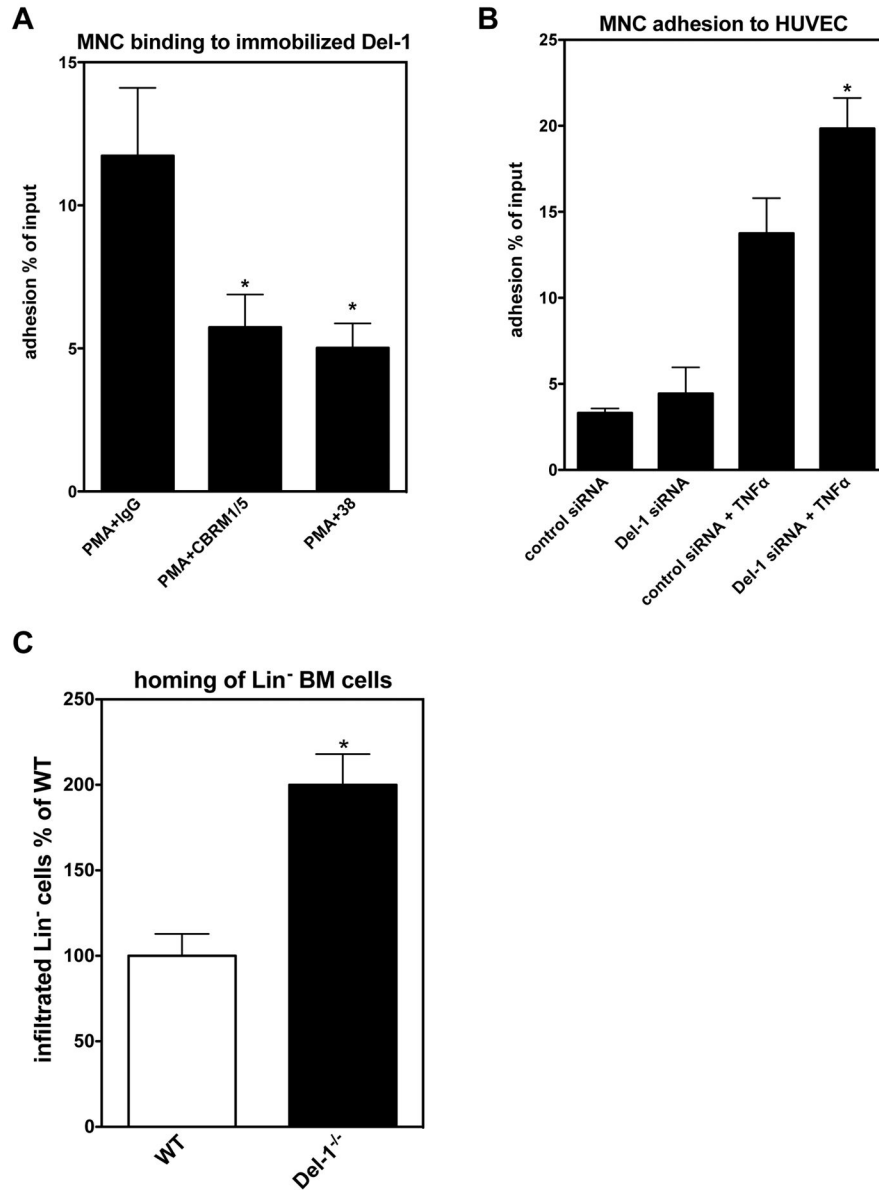 A
MNC binding to immobilized Del-1
15
10
5
0
adhesion % of input
PMA+IgG
*
PMA+CBRM1/5
*
PMA+38
B
MNC adhesion to HUVEC
25
20
15
10
5
0
adhesion % of input
*
control siRNA
Del-1 siRNA
control siRNA + TNFα
Del-1 siRNA + TNFα
C
homing of Lin⁻ BM cells
250
200
150
100
50
0
infiltrated Lin⁻ cells % of WT
*
WT
Del-1⁻/⁻